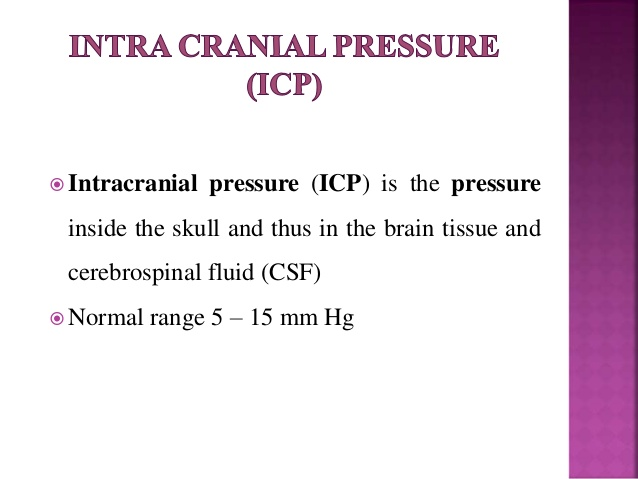 INTRA CRANIAL PRESSURE
(ICP)
Intracranial pressure (ICP) is the pressure
inside the skull and thus in the brain tissue and
cerebrospinal fluid (CSF)
Normal range 5 – 15 mm Hg